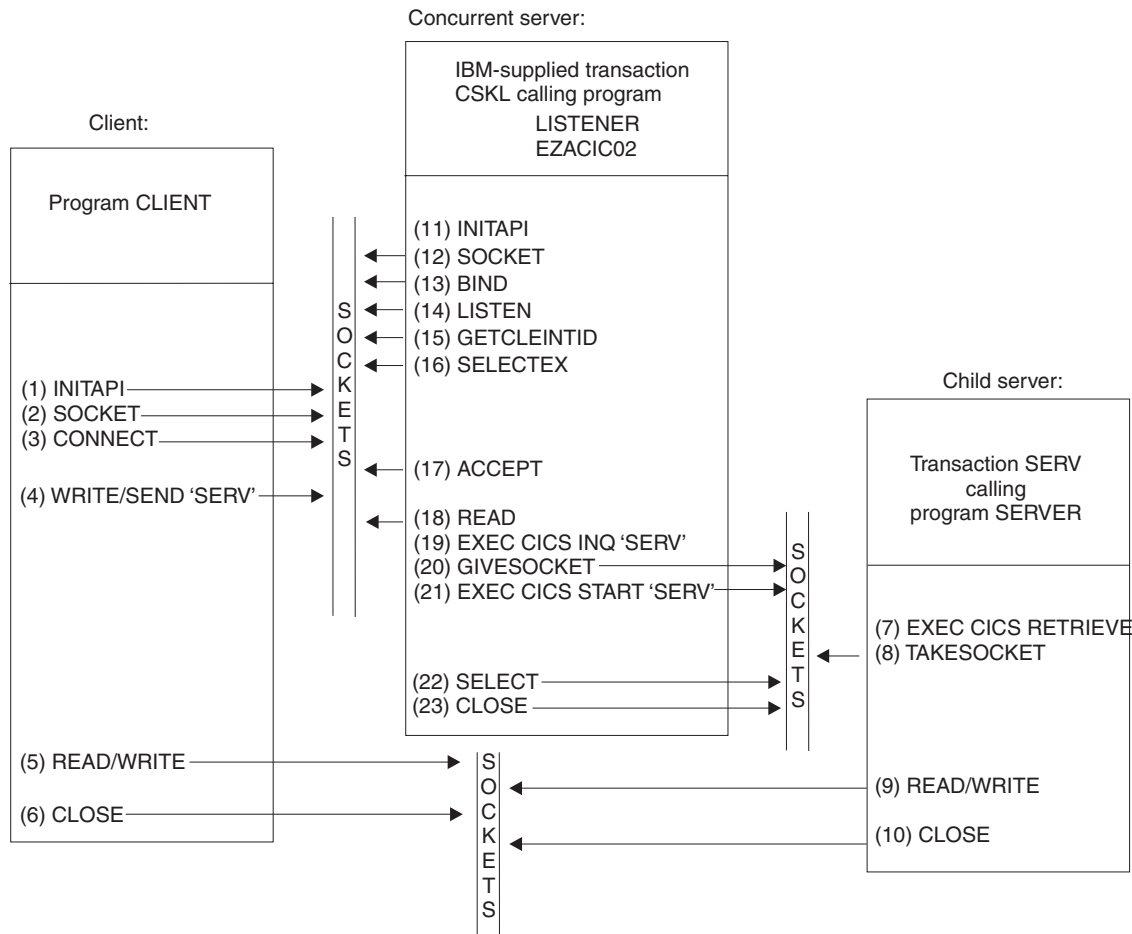 Concurrent server:
IBM-supplied transaction
CSKL calling program
LISTENER
EZACIC02
Client:
Program CLIENT
(11) INITAPI
(12) SOCKET
(13) BIND
(14) LISTEN
(15) GETCLEINTID
(16) SELECTEX
SOCKETS
(1) INITAPI
(2) SOCKET
(3) CONNECT
Child server:
Transaction SERV
calling
program SERVER
(17) ACCEPT
(4) WRITE/SEND ‘SERV’
(18) READ
(19) EXEC CICS INQ ‘SERV’
(20) GIVESOCKET
(21) EXEC CICS START ‘SERV’
SOCKETS
(7) EXEC CICS RETRIEVE
(8) TAKESOCKET
(22) SELECT
(23) CLOSE
(5) READ/WRITE
(6) CLOSE
SOCKETS
(9) READ/WRITE
(10) CLOSE